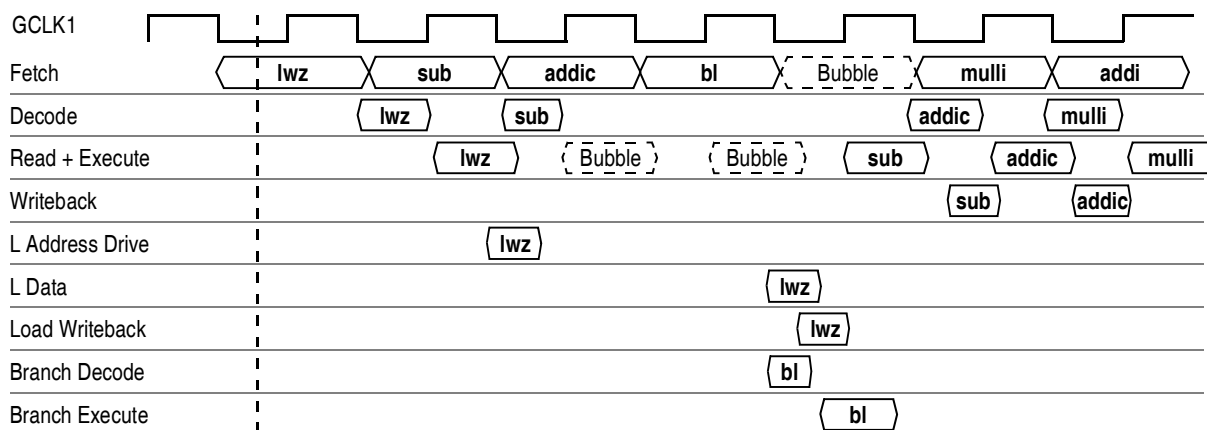 GCLK1
Fetch lwz sub addic bl Bubble mulli addi
Decode lwz sub addic mulli
Read + Execute lwz Bubble Bubble sub addic mulli
Writeback sub addic
L Address Drive lwz
L Data lwz
Load Writeback lwz
Branch Decode bl
Branch Execute bl